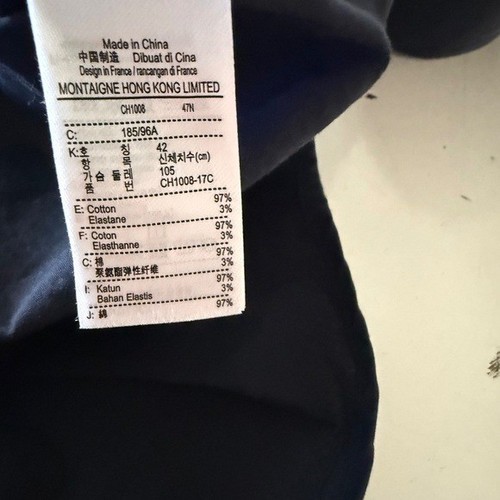 Made in China
中国制造 Dibuat di Cina
Design in France / rancangan di France
MONTAIGNE HONG KONG LIMITED
CH1008 47N
C: 185/96A
K:호 칭 42
항 목 신체치수(cm)
가슴 둘레 105
품 번 CH1008-17C
97%
E: Cotton 3%
Elastane
97%
F: Coton 3%
Elasthanne
97%
C: 棉 3%
聚氨酯弹性纤维
97%
I: Katun 3%
Bahan Elastis
97%
J: 綿